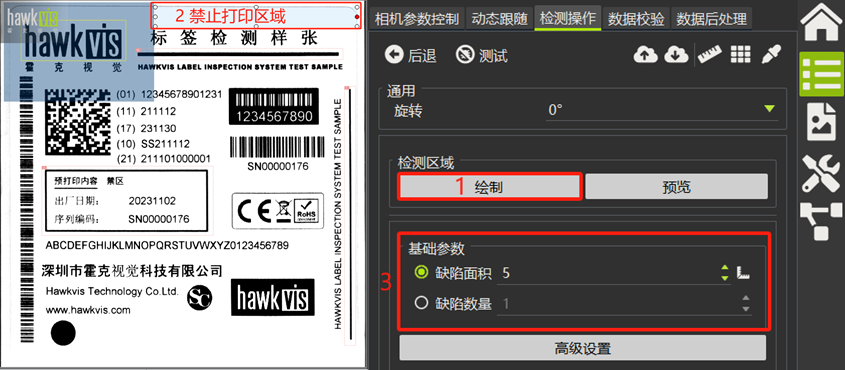 hawkvis
2 禁止打印区域
hawkvis
霍克视觉
标签检测样张
HAWKVIS LABEL INSPECTION SYSTEM TEST SAMPLE
(01) 12345678901231
(11) 211112
(17) 231130
(10) SS211112
(21) 211101000001
1234567890
SN00000176
预打印内容 禁区
出厂日期: 20231102
序列编码: SN00000176
CE
RoHS
HAWKVIS LABEL INSPECTION SYSTEM TEST SAMPLE
ABCDEFGHIJKLMNOPQRSTUVWXYZ0123456789
深圳市霍克视觉科技有限公司
Hawkvis Technology Co.Ltd.
www.hawkvis.com
SC
hawkvis
相机参数控制 动态跟随 检测操作 数据校验 数据后处理
后退 测试
通用
旋转 0°
检测区域
1 绘制 预览
3
基础参数
缺陷面积 5
缺陷数量 1
高级设置